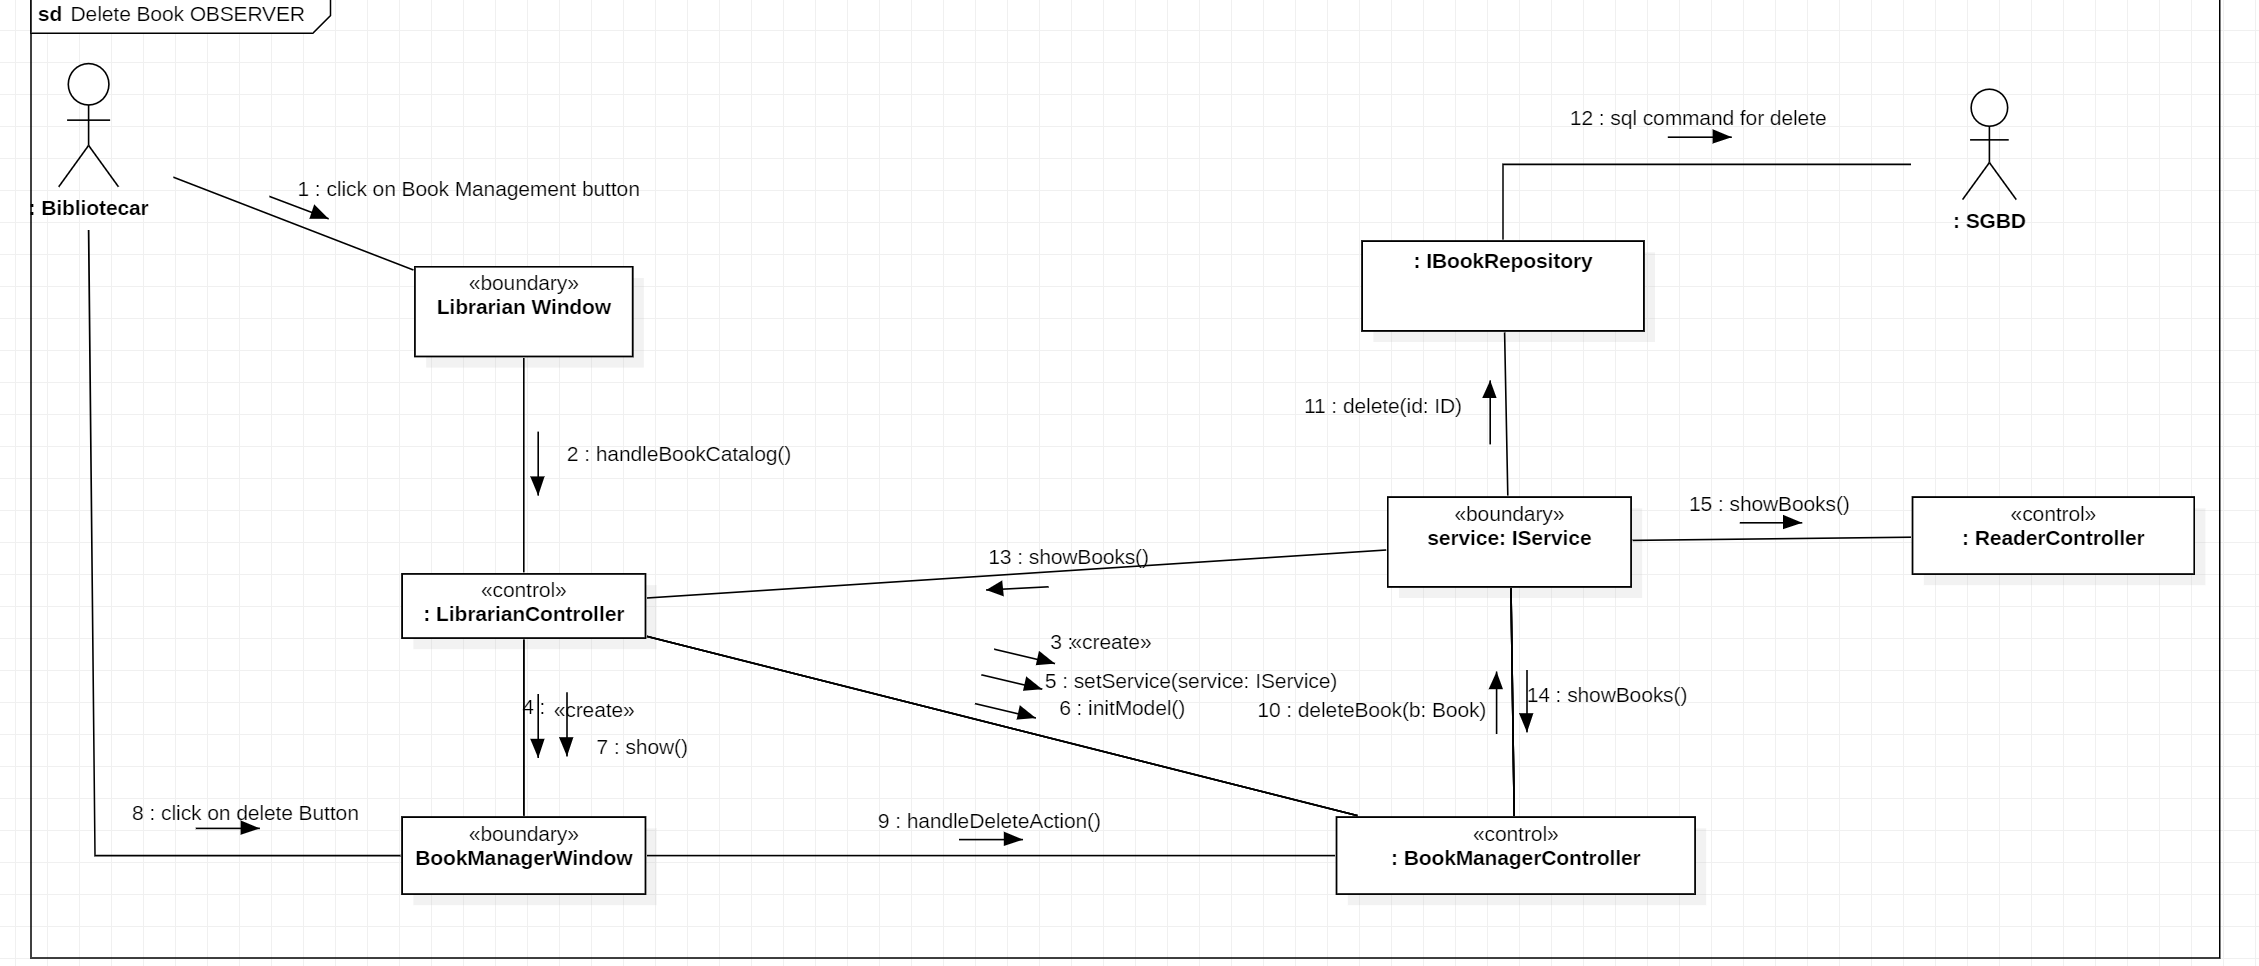 sd Delete Book OBSERVER
12 : sql command for delete
1 : click on Book Management button
: Bibliotecar
: SGBD
: IBookRepository
«boundary»
Librarian Window
11 : delete(id: ID)
2 : handleBookCatalog()
15 : showBooks()
«boundary»
service: IService
«control»
: ReaderController
13 : showBooks()
«control»
: LibrarianController
3 : «create»
5 : setService(service: IService)
6 : initModel()
10 : deleteBook(b: Book)
14 : showBooks()
4 : «create»
7 : show()
8 : click on delete Button
9 : handleDeleteAction()
«boundary»
BookManagerWindow
«control»
: BookManagerController